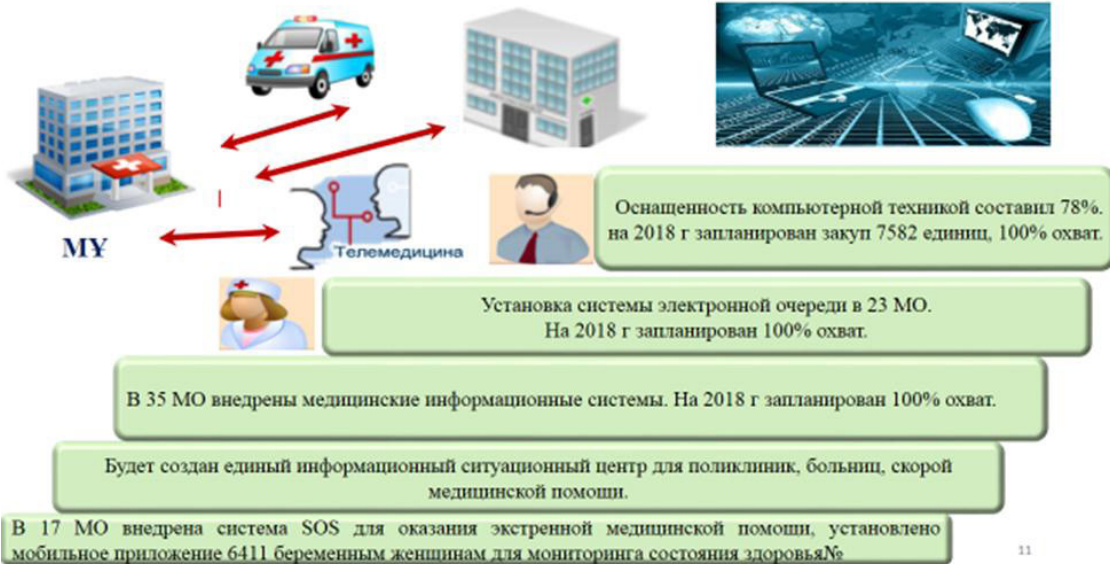 МҰ
Телемедицина
Оснащенность компьютерной техникой составил 78%.
на 2018 г запланирован закуп 7582 единиц, 100% охват.
Установка системы электронной очереди в 23 МО.
На 2018 г запланирован 100% охват.
В 35 МО внедрены медицинские информационные системы. На 2018 г запланирован 100% охват.
Будет создан единый информационный ситуационный центр для поликлиник, больниц, скорой
медицинской помощи.
В 17 МО внедрена система SOS для оказания экстренной медицинской помощи, установлено
мобильное приложение 6411 беременным женщинам для мониторинга состояния здоровья№
11